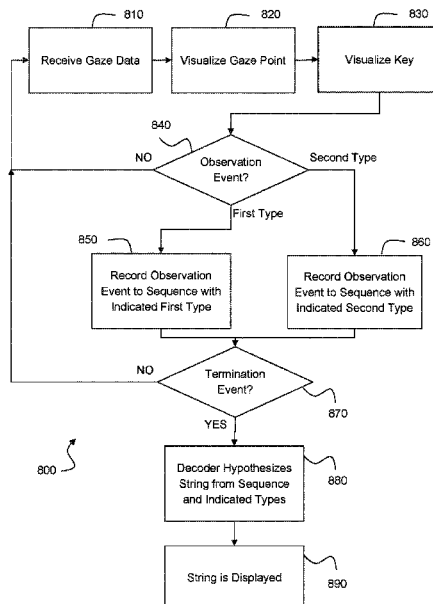 810
820
830
Receive Gaze Data
Visualize Gaze Point
Visualize Key
840
NO
Observation
Event?
Second Type
First Type
850
860
Record Observation
Event to Sequence with
Indicated First Type
Record Observation
Event to Sequence with
Indicated Second Type
NO
Termination
Event?
870
YES
800
Decoder Hypothesizes
String from Sequence
and Indicated Types
880
String is Displayed
890